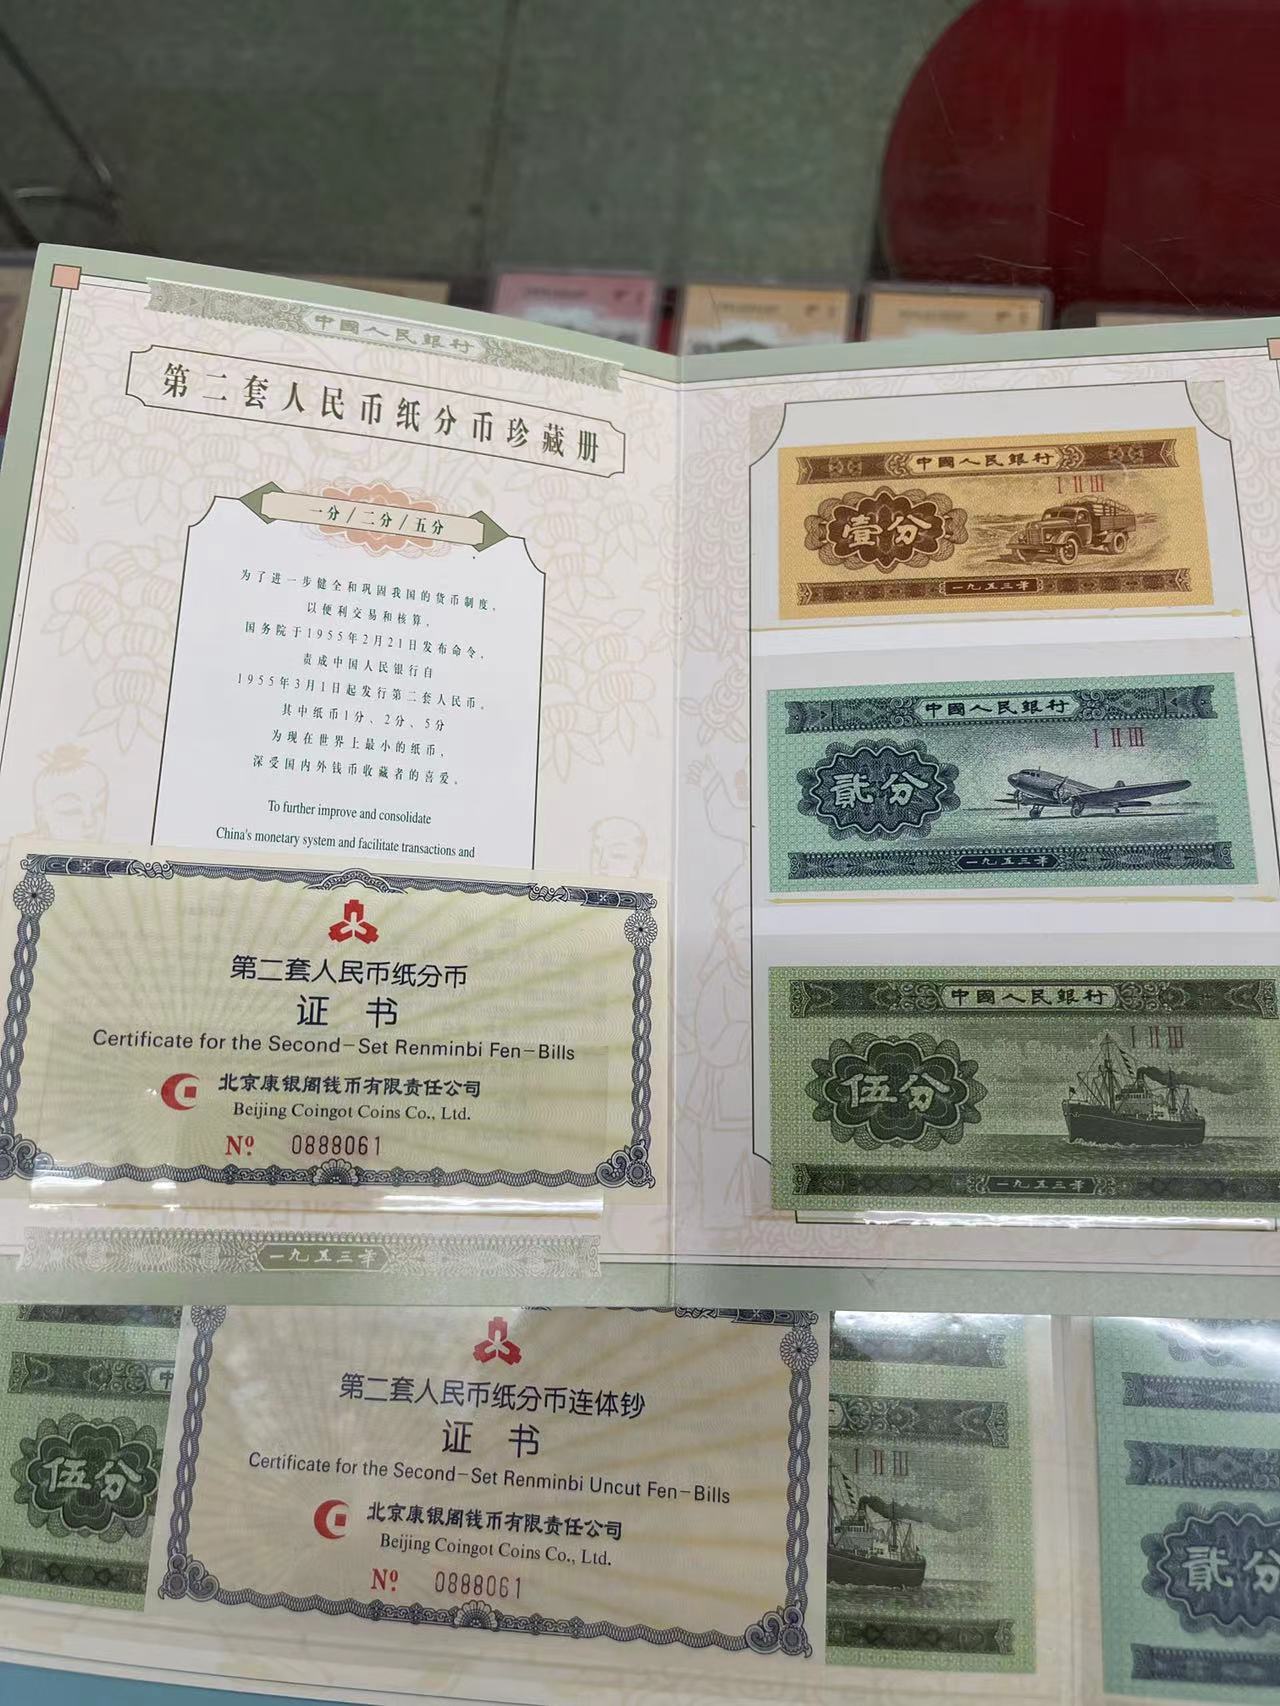 中國人民銀行
第二套人民币纸分币珍藏册
一分/二分/五分
为了进一步健全和巩固我国的货币制度，
以便利交易和核算，
国务院于1955年2月21日发布命令，
责成中国人民银行自
1955年3月1日起发行第二套人民币。
其中纸币1分、2分、5分
为现在世界上最小的纸币，
深受国内外钱币收藏者的喜爱。
To further improve and consolidate
China's monetary system and facilitate transactions and
第二套人民币纸分币
证书
Certificate for the Second-Set Renminbi Fen-Bills
北京康银阁钱币有限责任公司
Beijing Coingot Coins Co., Ltd.
Nº 0888061
一九五三年
中國人民銀行
I II III
壹分
一九五三年
中國人民銀行
I II III
貳分
一九五三年
中國人民銀行
I II III
伍分
一九五三年
中
伍分
第二套人民币纸分币连体钞
证书
Certificate for the Second-Set Renminbi Uncut Fen-Bills
北京康银阁钱币有限责任公司
Beijing Coingot Coins Co., Ltd.
Nº 0888061
I II III
貳分